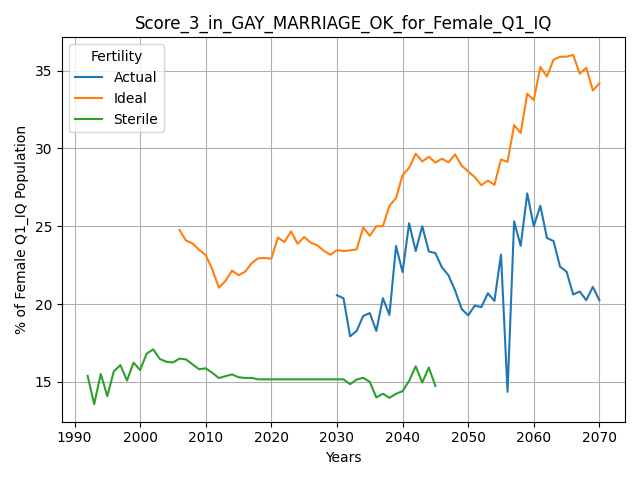 Score_3_in_GAY_MARRIAGE_OK_for_Female_Q1_IQ
Fertility
Actual
Ideal
Sterile
% of Female Q1_IQ Population
35
30
25
20
15
1990 2000 2010 2020 2030 2040 2050 2060 2070
Years